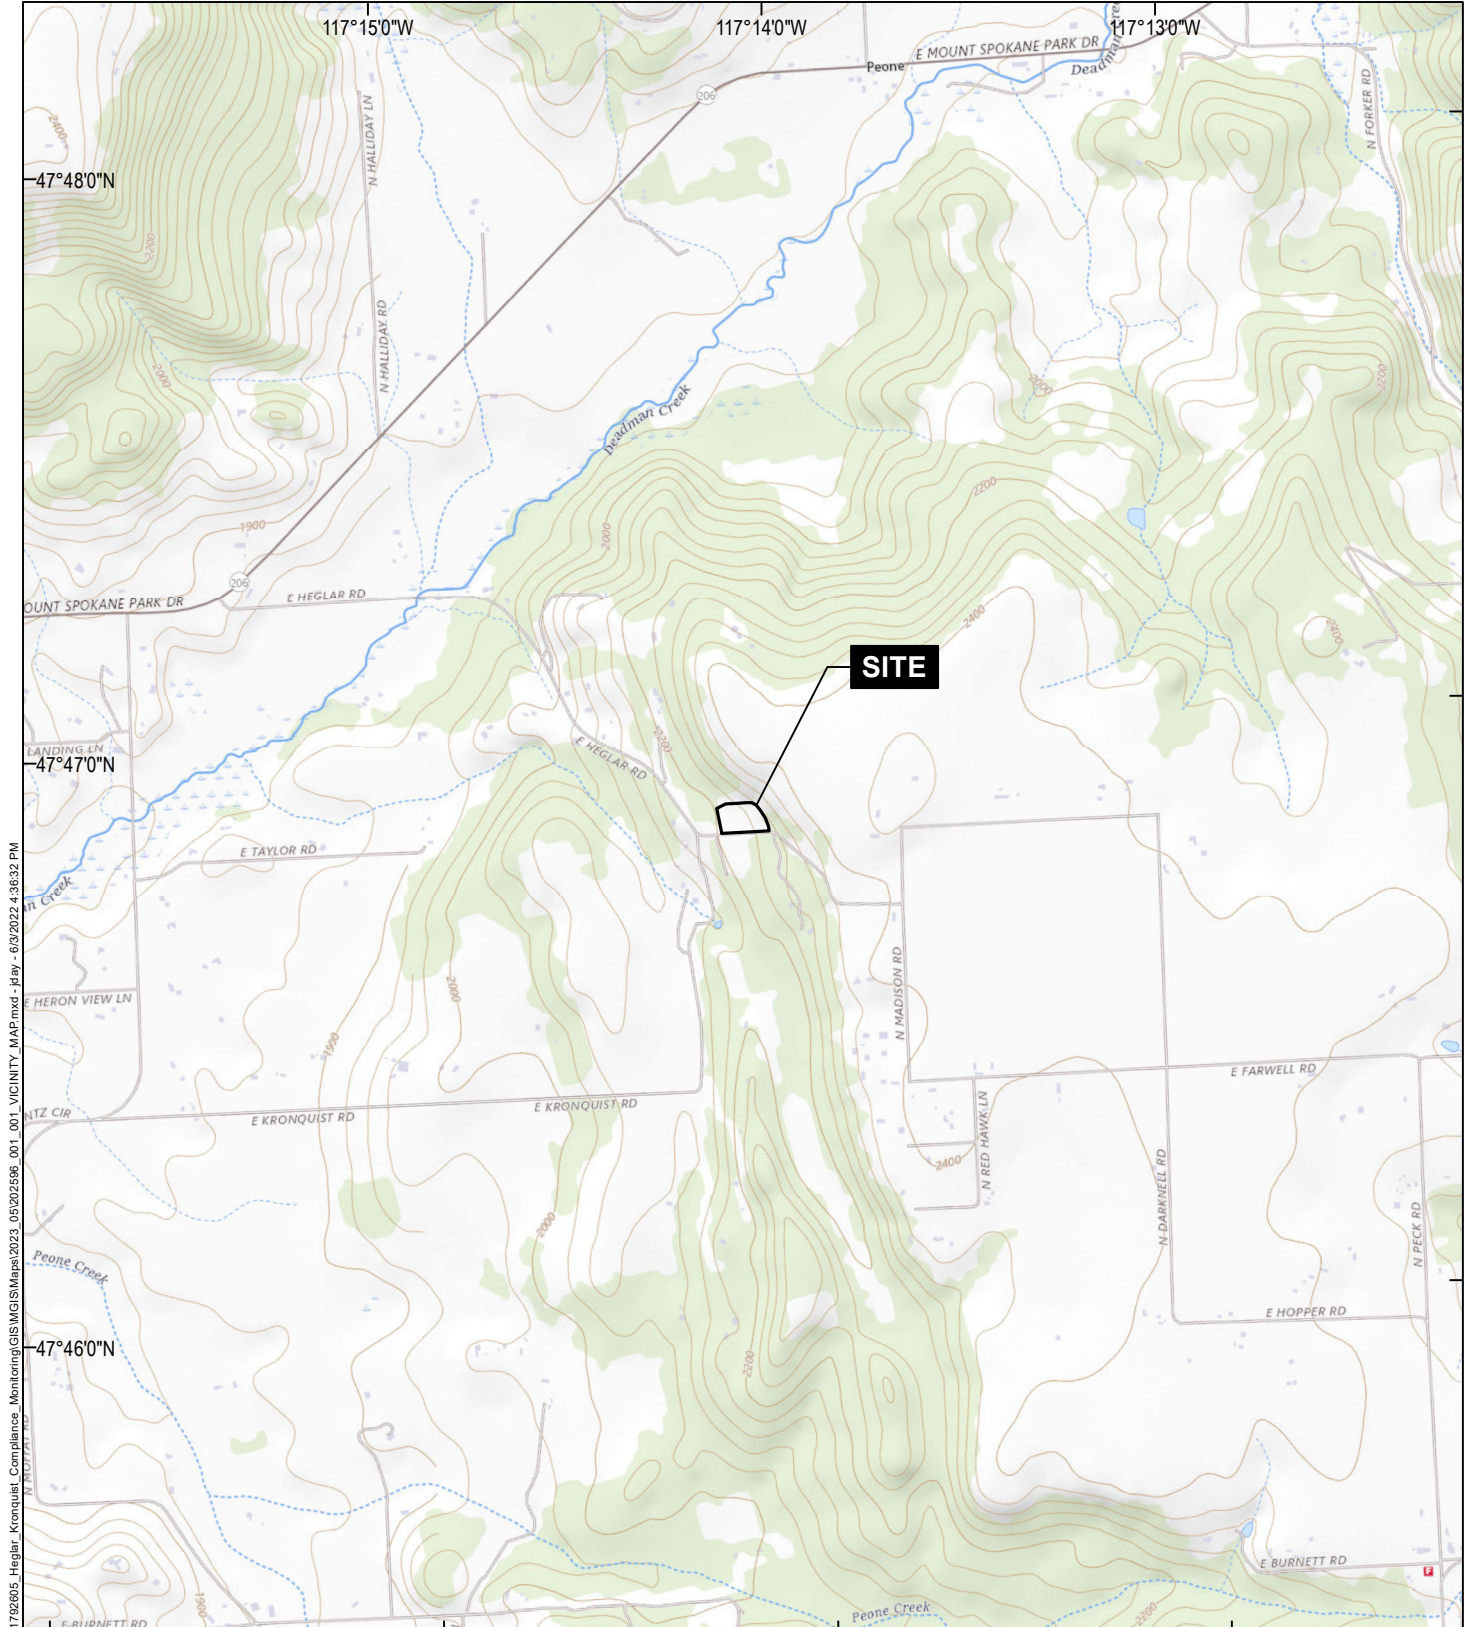 117°15'0"W
117°14'0"W
117°13'0"W
E MOUNT SPOKANE PARK DR
Peone
206
N HALLIDAY LN
N FORKER RD
2400
47°48'0"N
2200
N HALLIDAY RD
2000
2000
2200
Deadman Creek
2200
2000
1900
206
OUNT SPOKANE PARK DR
E HEGLAR RD
2400
2400
SITE
LANDING LN
47°47'0"N
E HEGLAR RD
2200
E TAYLOR RD
an Creek
N MADISON RD
2000
E HERON VIEW LN
1900
E FARWELL RD
NTZ CIR
E KRONQUIST RD
E KRONQUIST RD
N RED HAWK LN
2400
N DARKNELL RD
N PECK RD
2000
Peone Creek
E HOPPER RD
47°46'0"N
2200
N MOFFAT RD
E BURNETT RD
F
1900
E BURNETT RD
Peone Creek
2200
1792605_Heglar_Kronquist_Compliance_Monitoring\GIS\MGIS\Maps\2023_05\202596_001_001_VICINITY_MAP.mxd - jday - 6/3/2022 4:36:32 PM